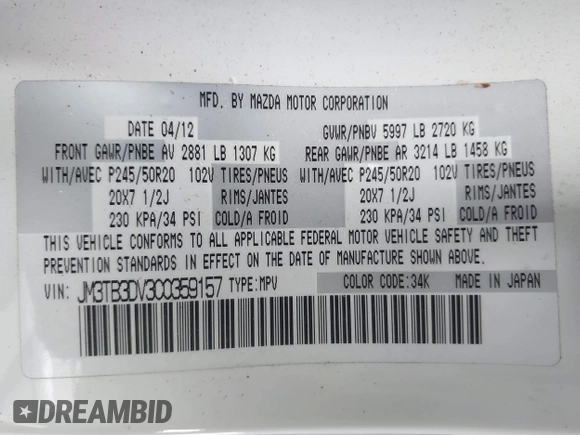 MFD. BY MAZDA MOTOR CORPORATION
DATE 04/12 GVWR/PNBV 5997 LB 2720 KG
FRONT GAWR/PNBE AV 2881 LB 1307 KG REAR GAWR/PNBE AR 3214 LB 1458 KG
WITH/AVEC P245/50R20 102V TIRES/PNEUS WITH/AVEC P245/50R20 102V TIRES/PNEUS
20X7 1/2J RIMS/JANTES 20X7 1/2J RIMS/JANTES
230 KPA/34 PSI COLD/A FROID 230 KPA/34 PSI COLD/A FROID
THIS VEHICLE CONFORMS TO ALL APPLICABLE FEDERAL MOTOR VEHICLE SAFETY AND THEFT
PREVENTION STANDARDS IN EFFECT ON THE DATE OF MANUFACTURE SHOWN ABOVE.
VIN: JM3TB3DV3C0359157 TYPE:MPV COLOR CODE:34K MADE IN JAPAN
DREAMBID